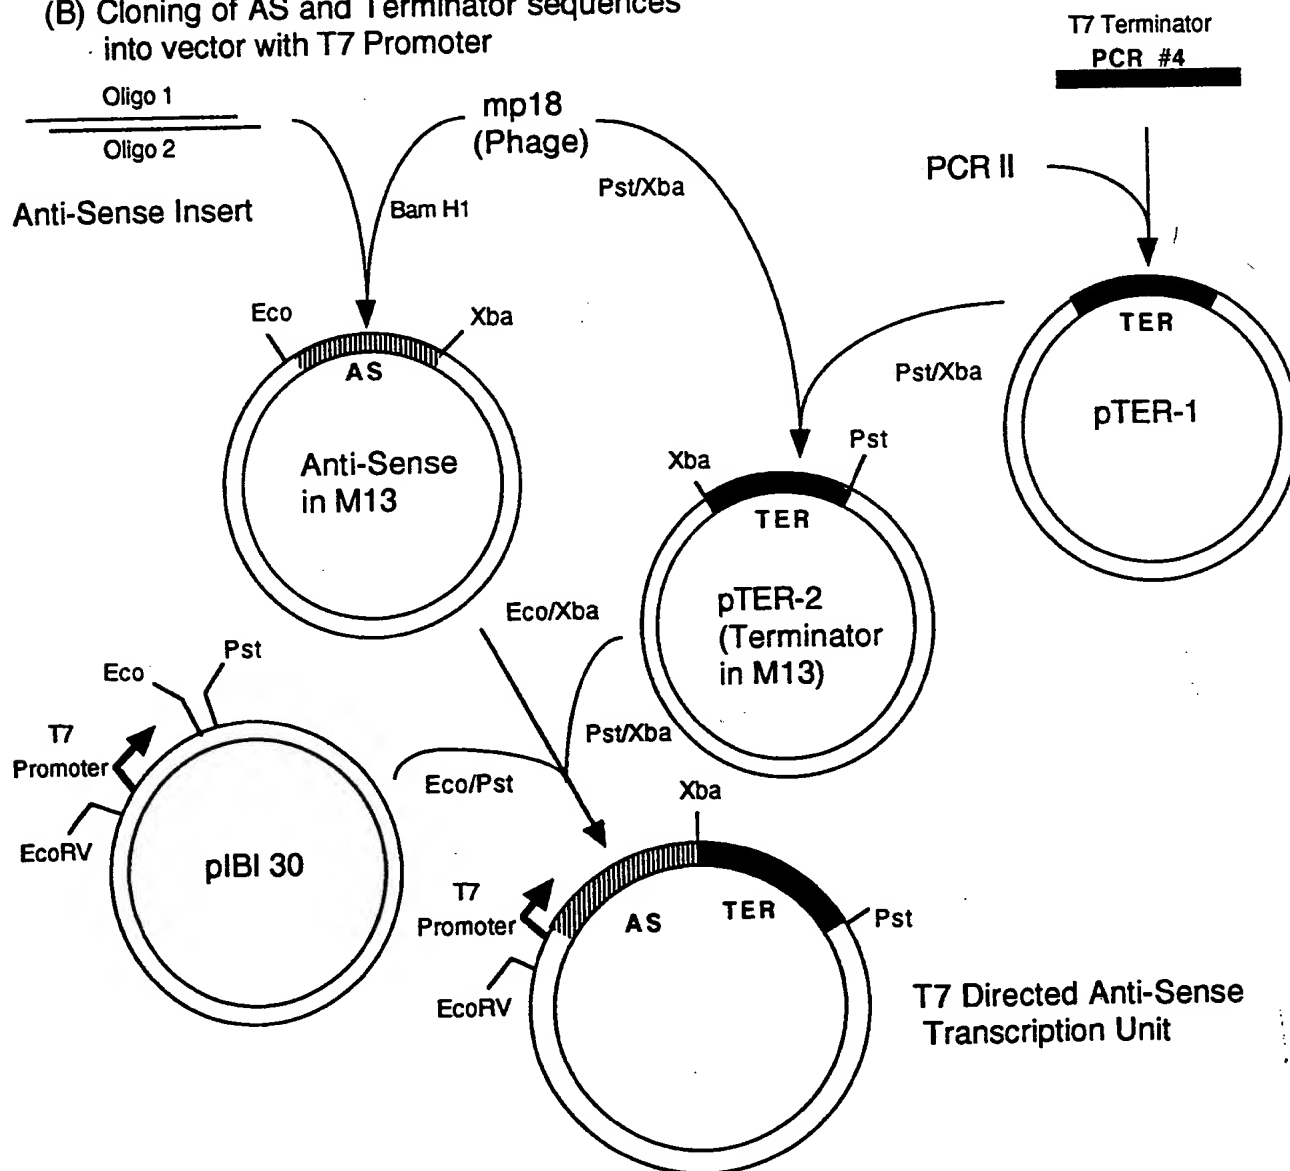 (B) Cloning of AS and Terminator sequences
into vector with T7 Promoter
T7 Terminator
PCR #4
Oligo 1
Oligo 2
Anti-Sense Insert
mp18
(Phage)
Bam H1
Pst/Xba
PCR II
Eco
Xba
AS
Anti-Sense
in M13
TER
pTER-1
Pst/Xba
Xba
Pst
TER
pTER-2
(Terminator
in M13)
Eco/Xba
Pst/Xba
Eco
Pst
T7
Promoter
EcoRV
pIBI 30
Eco/Pst
Xba
T7
Promoter
AS
TER
Pst
EcoRV
T7 Directed Anti-Sense
Transcription Unit